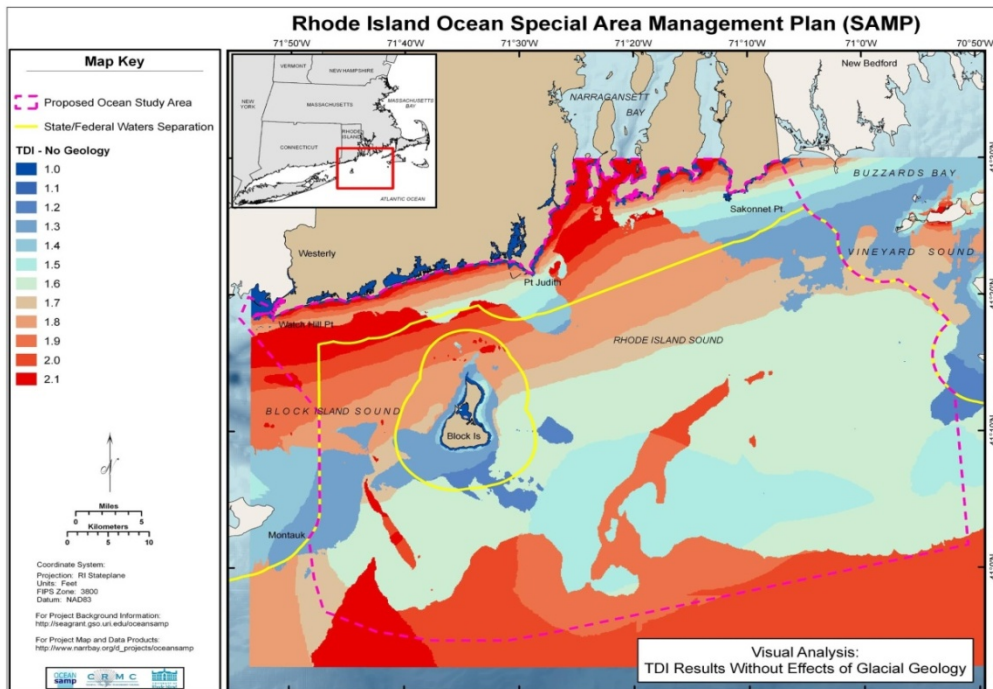 Rhode Island Ocean Special Area Management Plan (SAMP)
Map Key
Proposed Ocean Study Area
State/Federal Waters Separation
TDI - No Geology
1.0
1.1
1.2
1.3
1.4
1.5
1.6
1.7
1.8
1.9
2.0
2.1
N
Miles
0 5
Kilometers
0 5 10
Coordinate System:
Projection: RI Stateplane
Units: Feet
FIPS Zone: 3800
Datum: NAD83
For Project Background Information:
http://seagrant.gso.uri.edu/oceansamp
For Project Map and Data Products:
http://www.narrbay.org/d_projects/oceansamp
OCEAN
samp
C R M C
71°50'W
71°40'W
71°30'W
71°20'W
71°10'W
71°0'W
70°50'W
VERMONT
NEW HAMPSHIRE
NEW
YORK
MASSACHUSETTS
MASSACHUSETTS
BAY
RHODE
ISLAND
CONNECTICUT
ATLANTIC OCEAN
NARRAGANSETT
BAY
New Bedford
BUZZARDS BAY
Sakonnet Pt.
VINEYARD SOUND
Westerly
Pt Judith
Watch Hill Pt.
RHODE ISLAND SOUND
BLOCK ISLAND SOUND
Block Is
Montauk
41°10'N
41°0'N
Visual Analysis:
TDI Results Without Effects of Glacial Geology